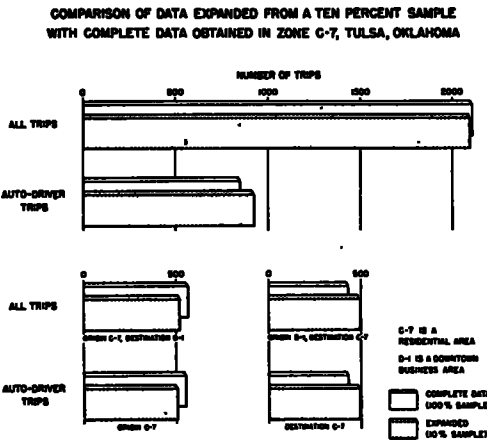 COMPARISON OF DATA EXPANDED FROM A TEN PERCENT SAMPLE
WITH COMPLETE DATA OBTAINED IN ZONE C-7, TULSA, OKLAHOMA
NUMBER OF TRIPS
0 500 1000 1500 2000
ALL TRIPS
AUTO-DRIVER
TRIPS
0 500 0 500
ALL TRIPS
ORIGIN C-7, DESTINATION D-1
ORIGIN D-1, DESTINATION C-7
AUTO-DRIVER
TRIPS
ORIGIN C-7
DESTINATION C-7
C-7 IS A
RESIDENTIAL AREA
D-1 IS A DOWNTOWN
BUSINESS AREA
COMPLETE DATA
(100% SAMPLE)
EXPANDED
(10% SAMPLE)